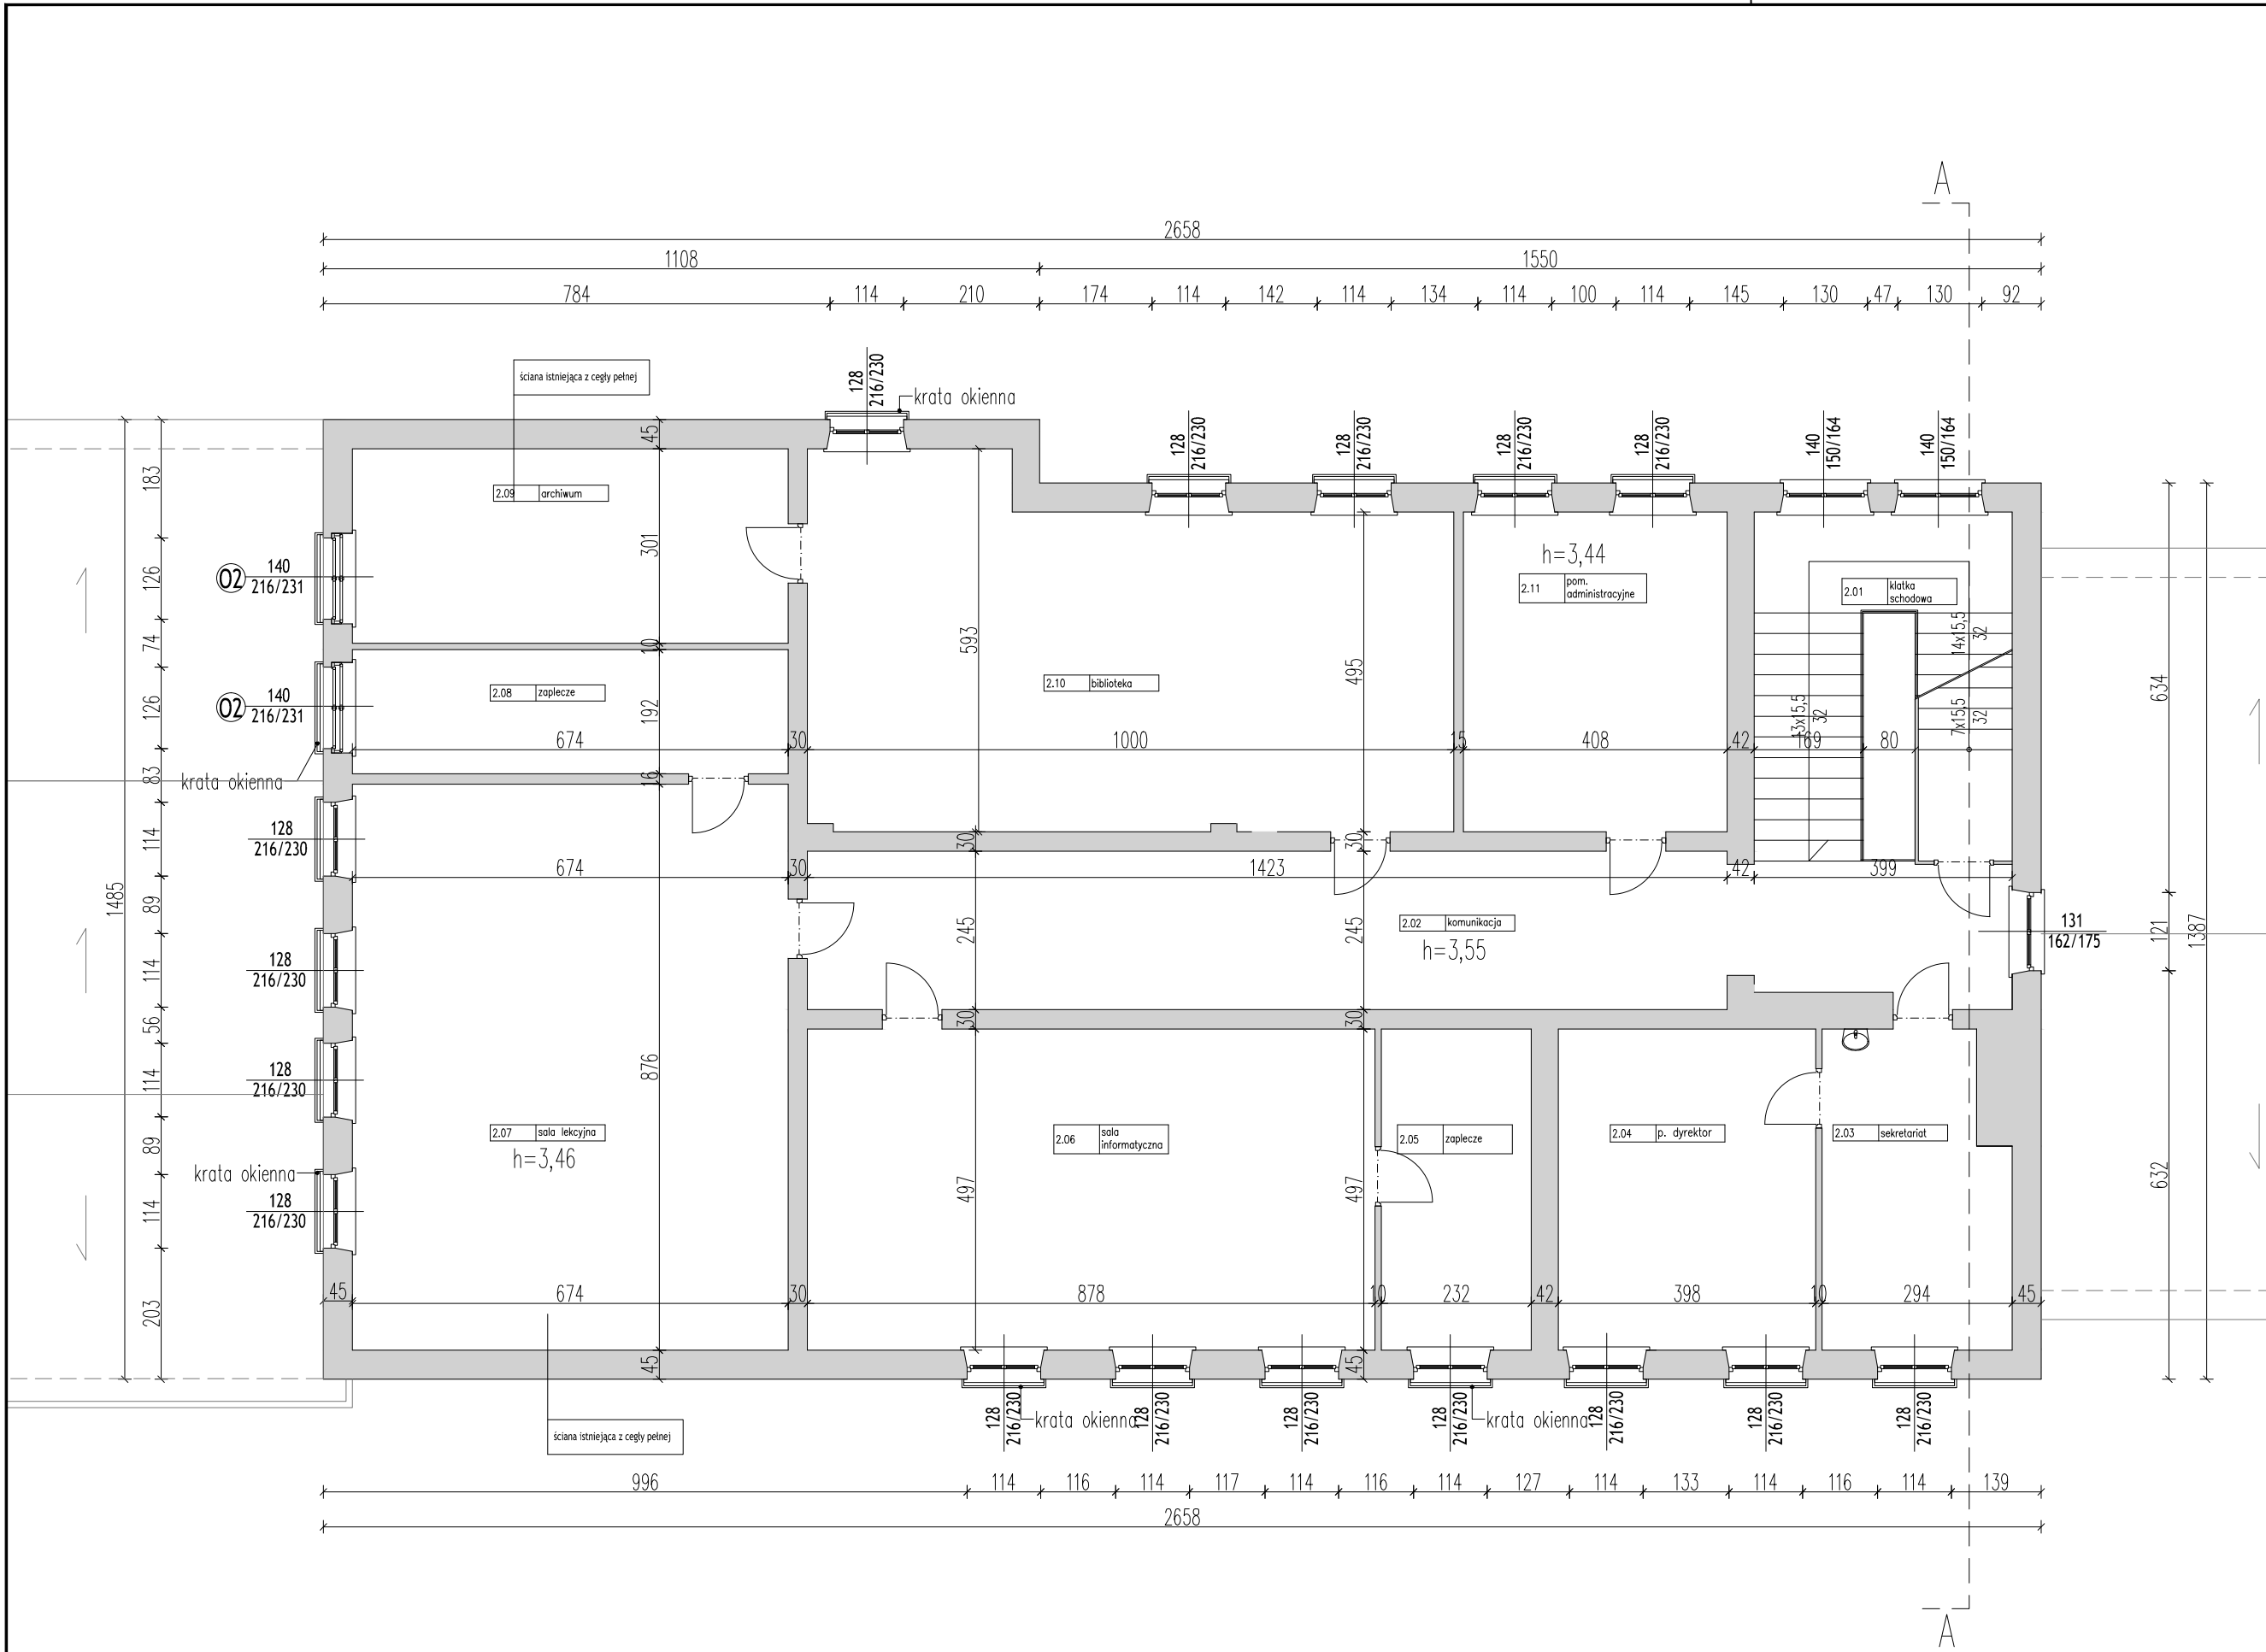 A
2658
1108 1550
784 114 210 174 114 142 114 134 114 100 114 145 130 47 130 92
ściana istniejąca z cegły pełnej
128
216/230
krata okienna
128
216/230
128
216/230
128
216/230
128
216/230
140
150/164
140
150/164
45
183
2.09 archiwum
h=3,44
2.11 pom.
administracyjne
2.01 klatka
schodowa
301
126
O2 140
216/231
593
14x15,5
32
74
10
495
634
2.08 zaplecze
2.10 biblioteka
192
126
O2 140
216/231
13x15,5
32
7x15,5
32
674 30 1000 15 408 42 169 80
krata okienna
83
16
128
216/230
114
30
30
674 30 1423 42 399
1485
89
245
245
2.02 komunikacja
h=3,55
131
162/175
121
1387
128
216/230
114
56
30
30
128
216/230
114
876
2.07 sala lekcyjna
h=3,46
2.06 sala
informatyczna
2.05 zaplecze
2.04 p. dyrektor
2.03 sekretariat
89
krata okienna
128
216/230
114
497
497
632
203
45 674 30 878 10 232 42 398 10 294 45
45
45
128
216/230
krata okienna
128
216/230
128
216/230
128
216/230
krata okienna
128
216/230
128
216/230
128
216/230
ściana istniejąca z cegły pełnej
996 114 116 114 117 114 116 114 127 114 133 114 116 114 139
2658
A